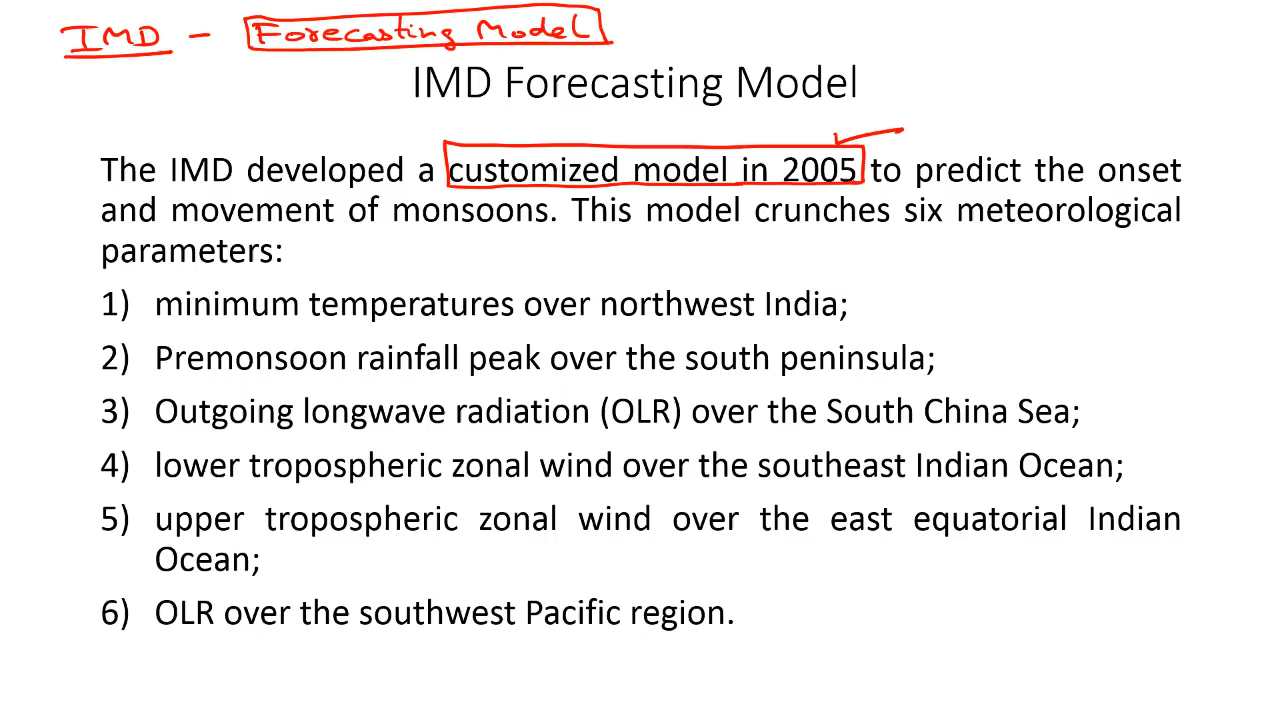 IMD - Forecasting Model
IMD Forecasting Model
The IMD developed a customized model in 2005 to predict the onset
and movement of monsoons. This model crunches six meteorological
parameters:
1) minimum temperatures over northwest India;
2) Premonsoon rainfall peak over the south peninsula;
3) Outgoing longwave radiation (OLR) over the South China Sea;
4) lower tropospheric zonal wind over the southeast Indian Ocean;
5) upper tropospheric zonal wind over the east equatorial Indian
Ocean;
6) OLR over the southwest Pacific region.